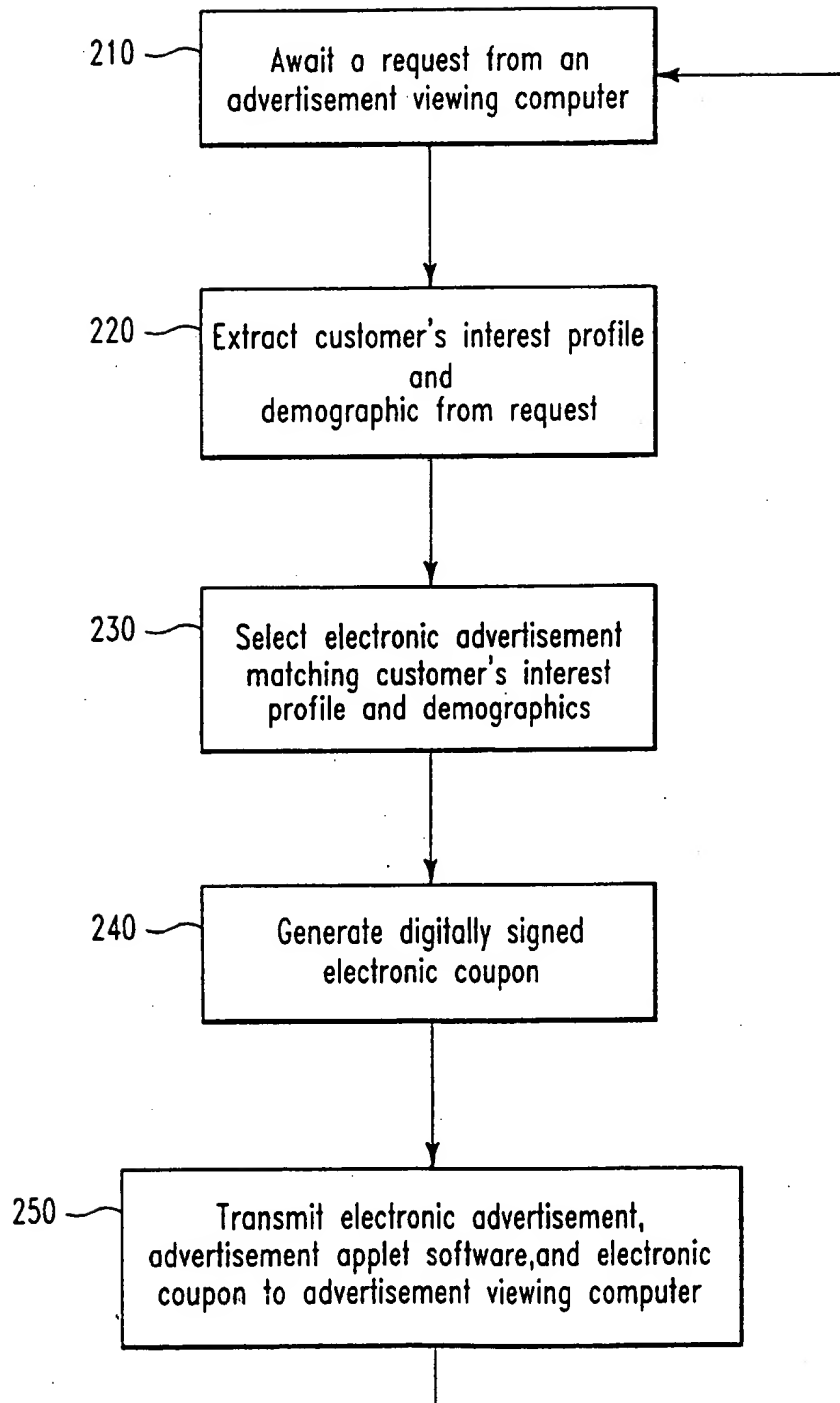 210
Await a request from an
advertisement viewing computer
220
Extract customer's interest profile
and
demographic from request
230
Select electronic advertisement
matching customer's interest
profile and demographics
240
Generate digitally signed
electronic coupon
250
Transmit electronic advertisement,
advertisement applet software,and electronic
coupon to advertisement viewing computer